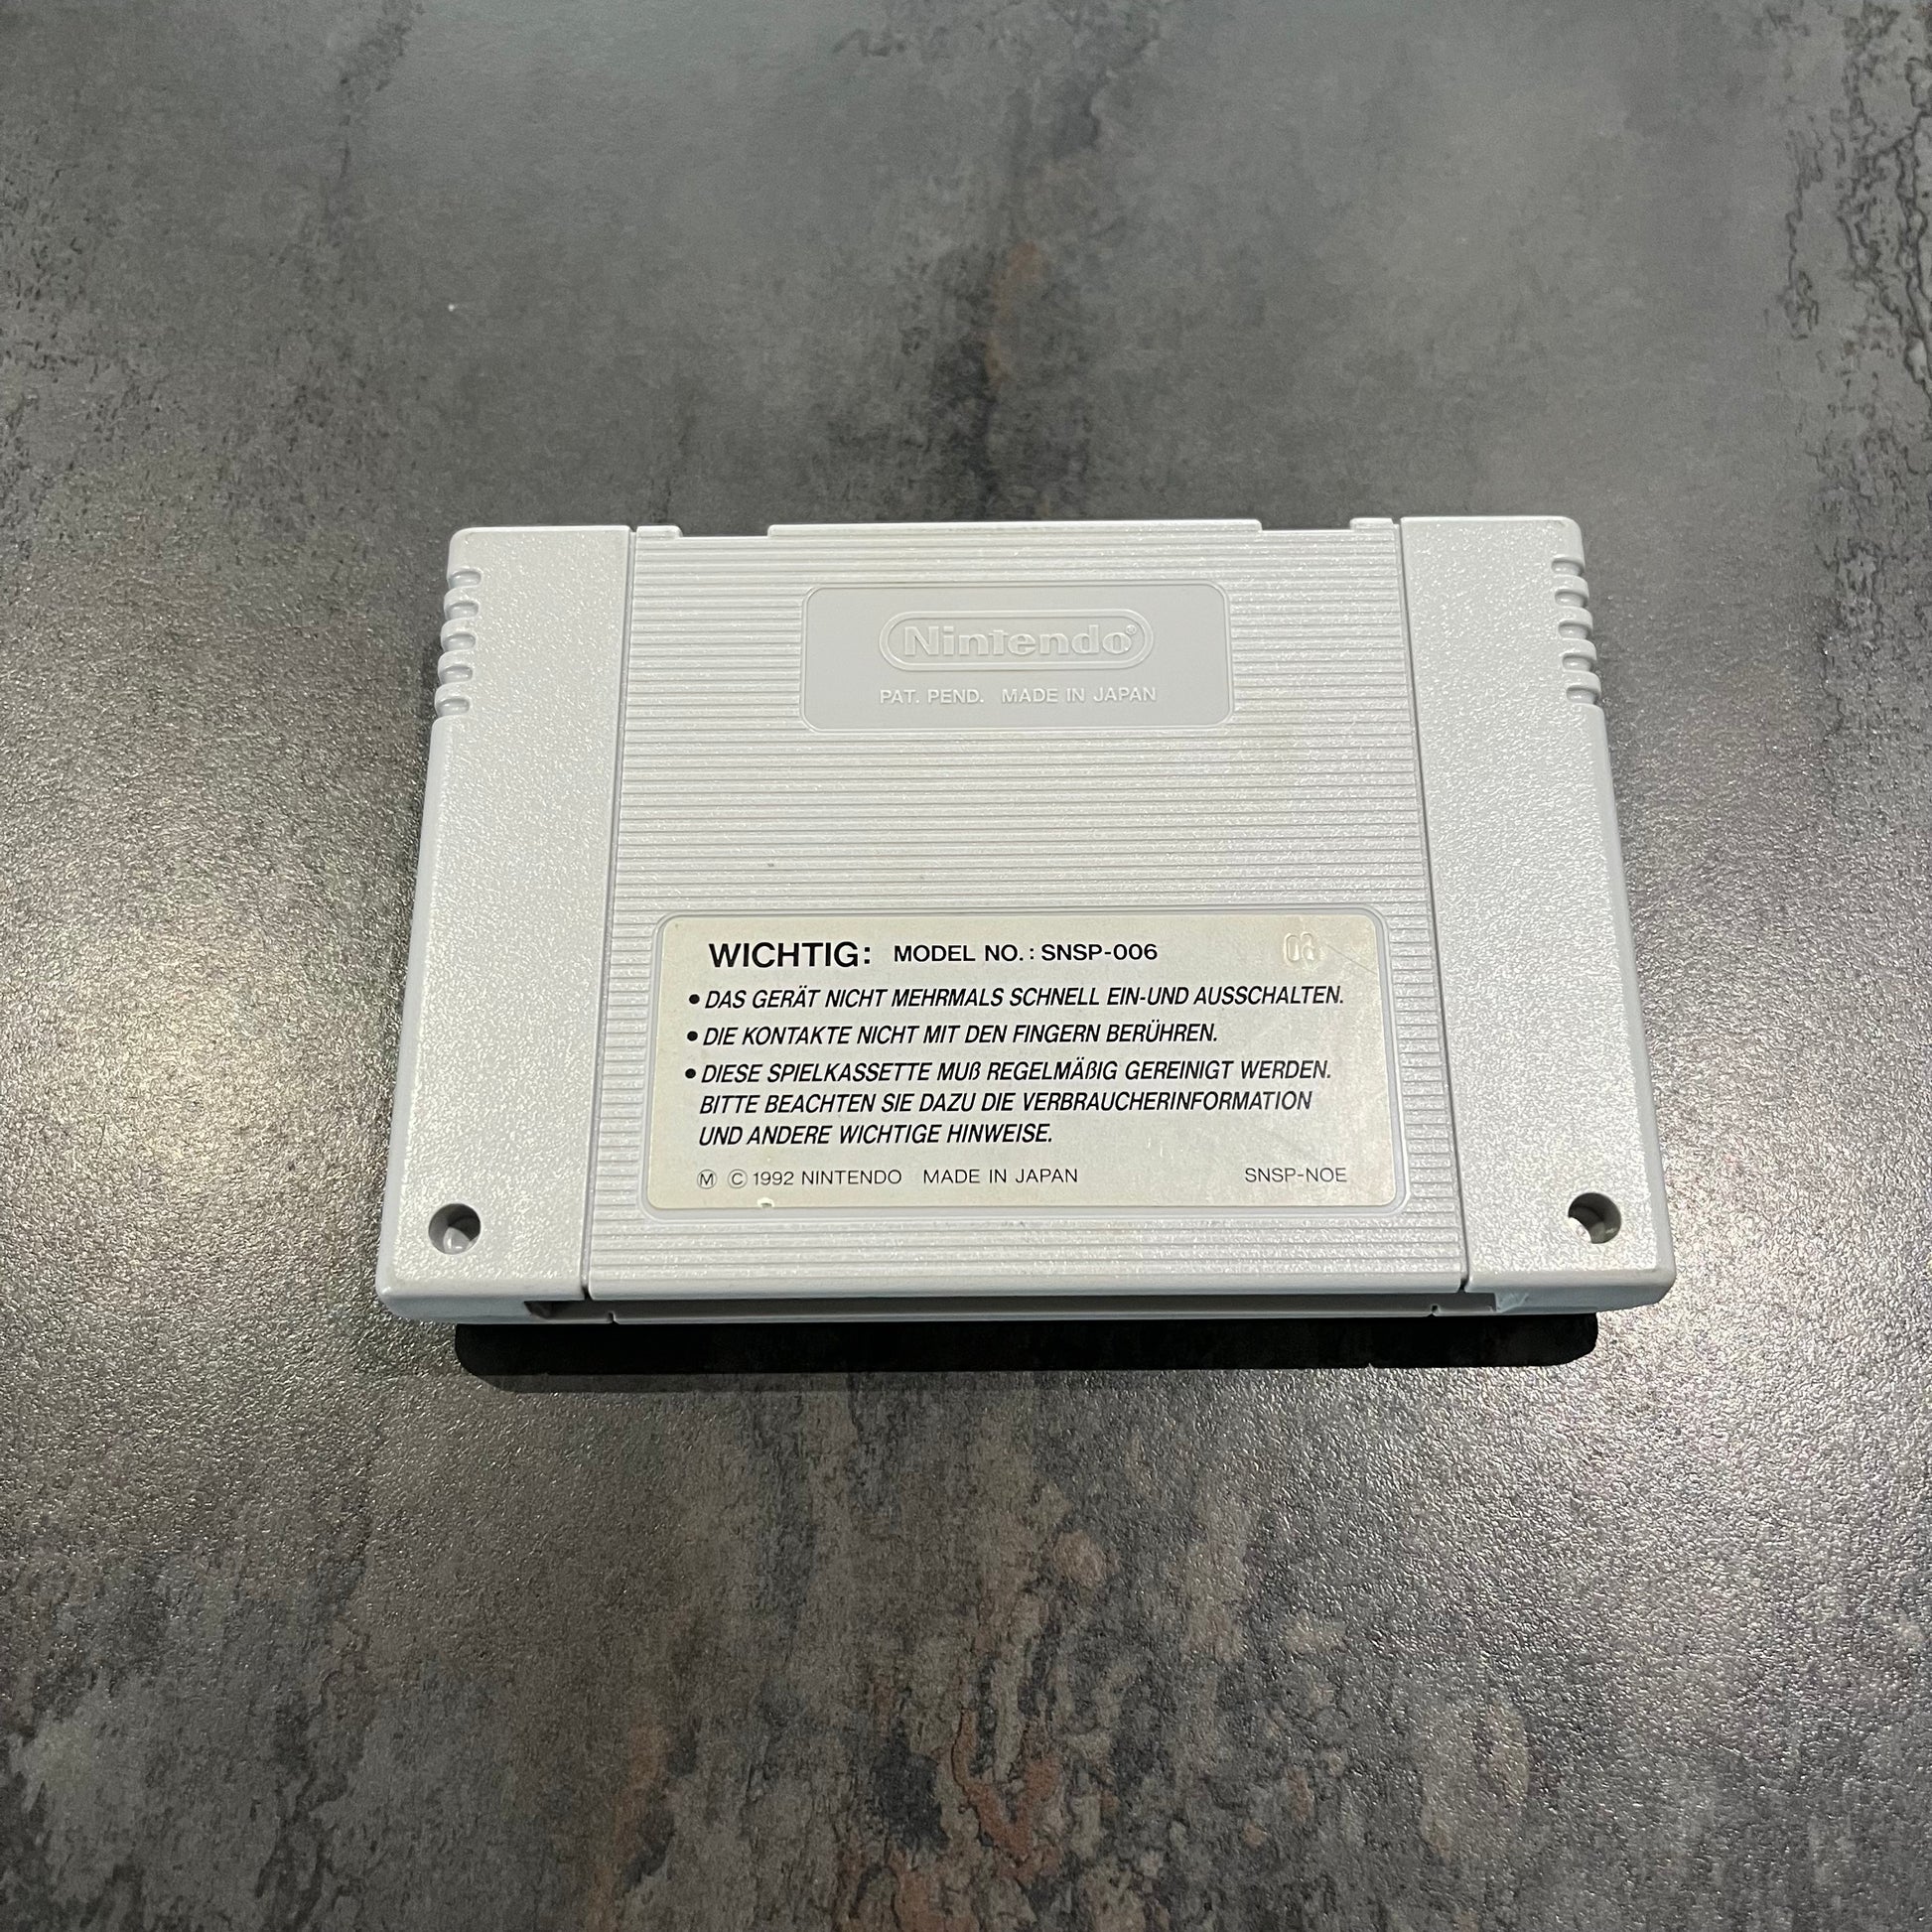 Nintendo®
PAT. PEND. MADE IN JAPAN
WICHTIG: MODEL NO.: SNSP-006
• DAS GERÄT NICHT MEHRMALS SCHNELL EIN-UND AUSSCHALTEN.
• DIE KONTAKTE NICHT MIT DEN FINGERN BERÜHREN.
• DIESE SPIELKASSETTE MUß REGELMÄßIG GEREINIGT WERDEN.
BITTE BEACHTEN SIE DAZU DIE VERBRAUCHERINFORMATION
UND ANDERE WICHTIGE HINWEISE.
Ⓜ © 1992 NINTENDO MADE IN JAPAN SNSP-NOE